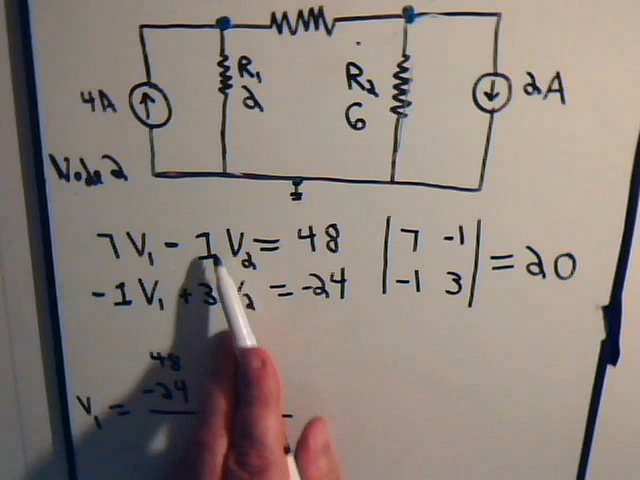 4A
R₁
2
R₂
6
2A
Node 2
7V₁ - 1V₂ = 48
-1V₁ + 3V₂ = -24
|7 -1|
|-1 3| = 20
48
-24
V₁ =